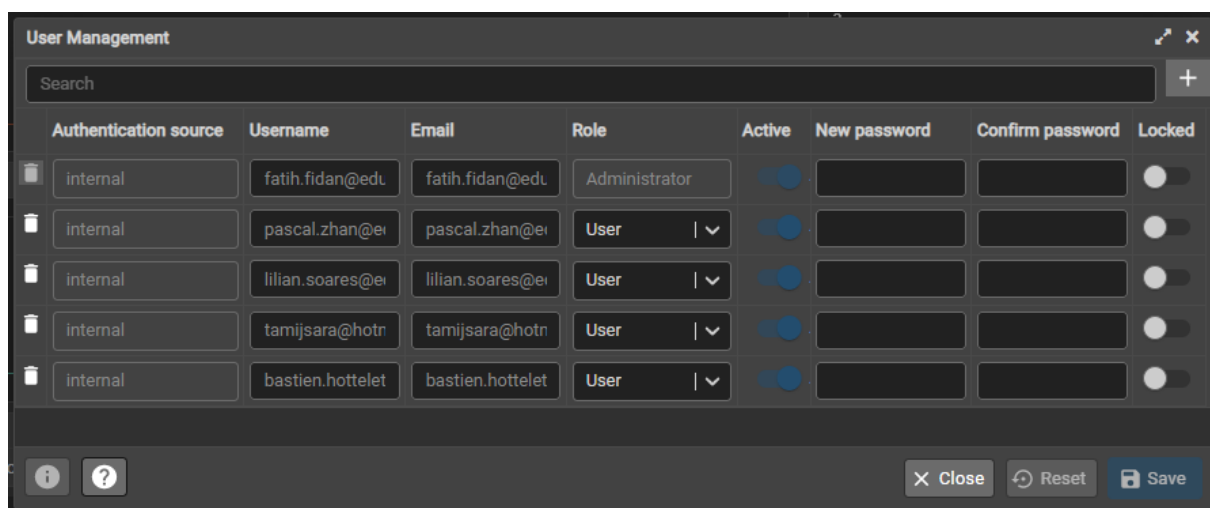 User Management
Search
Authentication source Username Email Role Active New password Confirm password Locked
internal fatih.fidan@edu fatih.fidan@edu Administrator
internal pascal.zhan@e pascal.zhan@e User
internal lilian.soares@e lilian.soares@e User
internal tamijsara@hotn tamijsara@hotn User
internal bastien.hottelet bastien.hottelet User
Close Reset Save